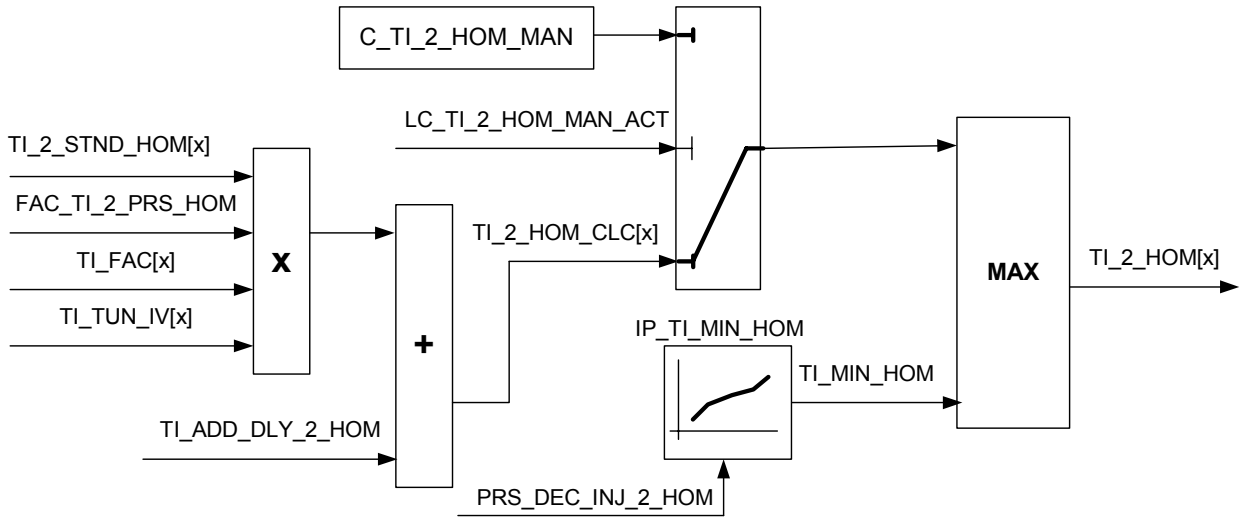 C_TI_2_HOM_MAN
LC_TI_2_HOM_MAN_ACT
TI_2_STND_HOM[x]
FAC_TI_2_PRS_HOM
TI_FAC[x]
TI_TUN_IV[x]
X
TI_2_HOM_CLC[x]
+
TI_ADD_DLY_2_HOM
IP_TI_MIN_HOM
TI_MIN_HOM
PRS_DEC_INJ_2_HOM
MAX
TI_2_HOM[x]